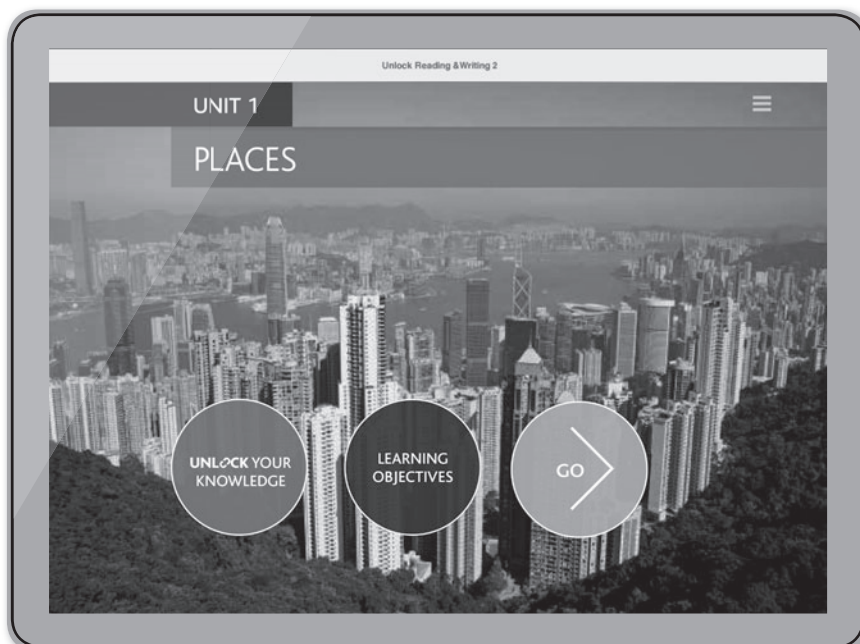 Unlock Reading &Writing 2
UNIT 1
PLACES
UNLOCK YOUR
KNOWLEDGE
LEARNING
OBJECTIVES
GO